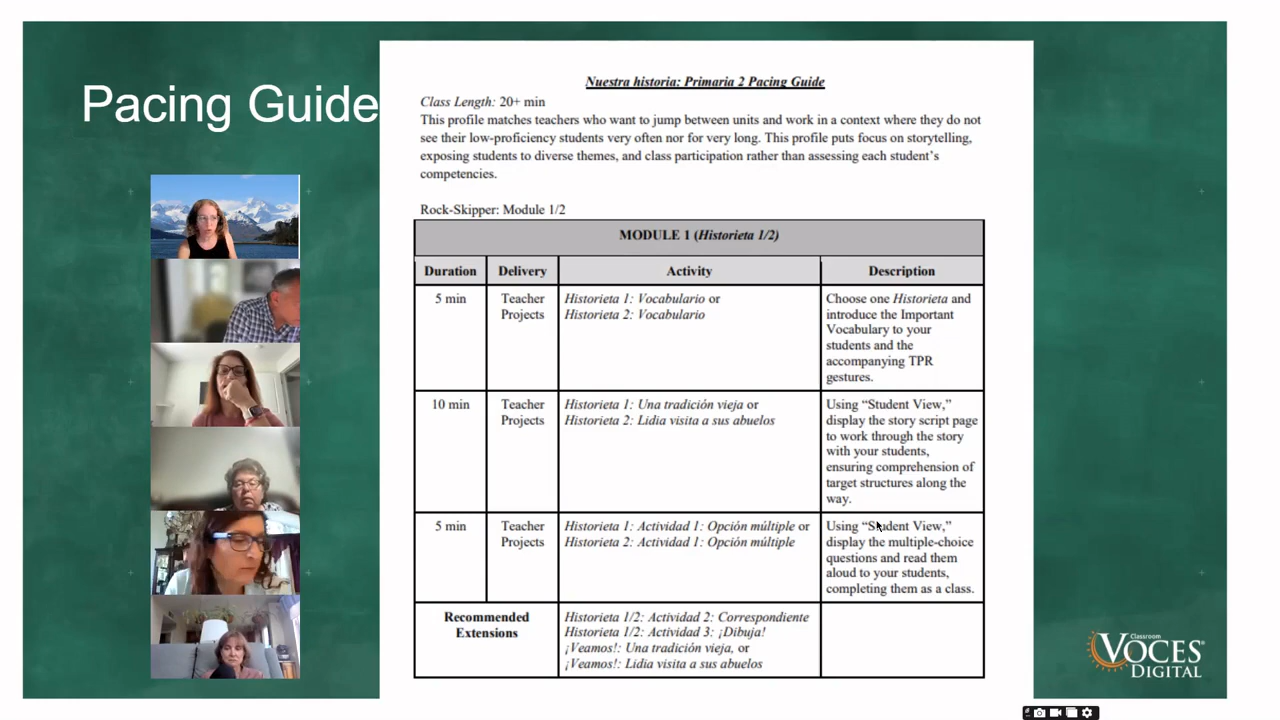 Pacing Guide
Nuestra historia: Primaria 2 Pacing Guide
Class Length: 20+ min
This profile matches teachers who want to jump between units and work in a context where they do not
see their low-proficiency students very often nor for very long. This profile puts focus on storytelling,
exposing students to diverse themes, and class participation rather than assessing each student’s
competencies.
Rock-Skipper: Module 1/2
MODULE 1 (Historieta 1/2)
Duration Delivery Activity Description
5 min
Teacher
Projects
Historieta 1: Vocabulario or
Historieta 2: Vocabulario
Choose one Historieta and
introduce the Important
Vocabulary to your
students and the
accompanying TPR
gestures.
10 min
Teacher
Projects
Historieta 1: Una tradición vieja or
Historieta 2: Lidia visita a sus abuelos
Using “Student View,”
display the story script page
to work through the story
with your students,
ensuring comprehension of
target structures along the
way.
5 min
Teacher
Projects
Historieta 1: Actividad 1: Opción múltiple or
Historieta 2: Actividad 1: Opción múltiple
Using “Student View,”
display the multiple-choice
questions and read them
aloud to your students,
completing them as a class.
Recommended
Extensions
Historieta 1/2: Actividad 2: Correspondiente
Historieta 1/2: Actividad 3: ¡Dibuja!
¡Veamos!: Una tradición vieja, or
¡Veamos!: Lidia visita a sus abuelos
Classroom
VOCES®
DIGITAL